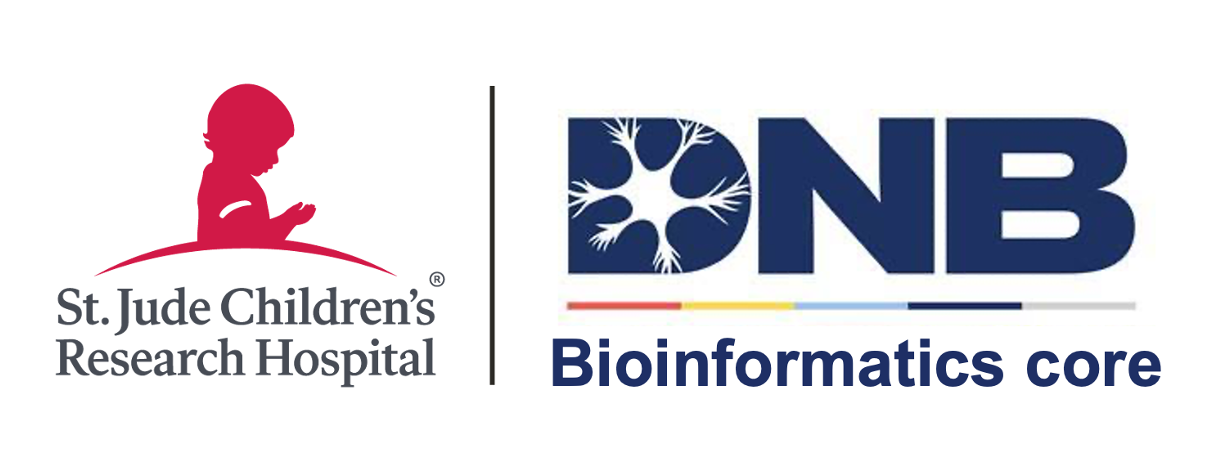 St. Jude Children's
Research Hospital
®
DNB
Bioinformatics core